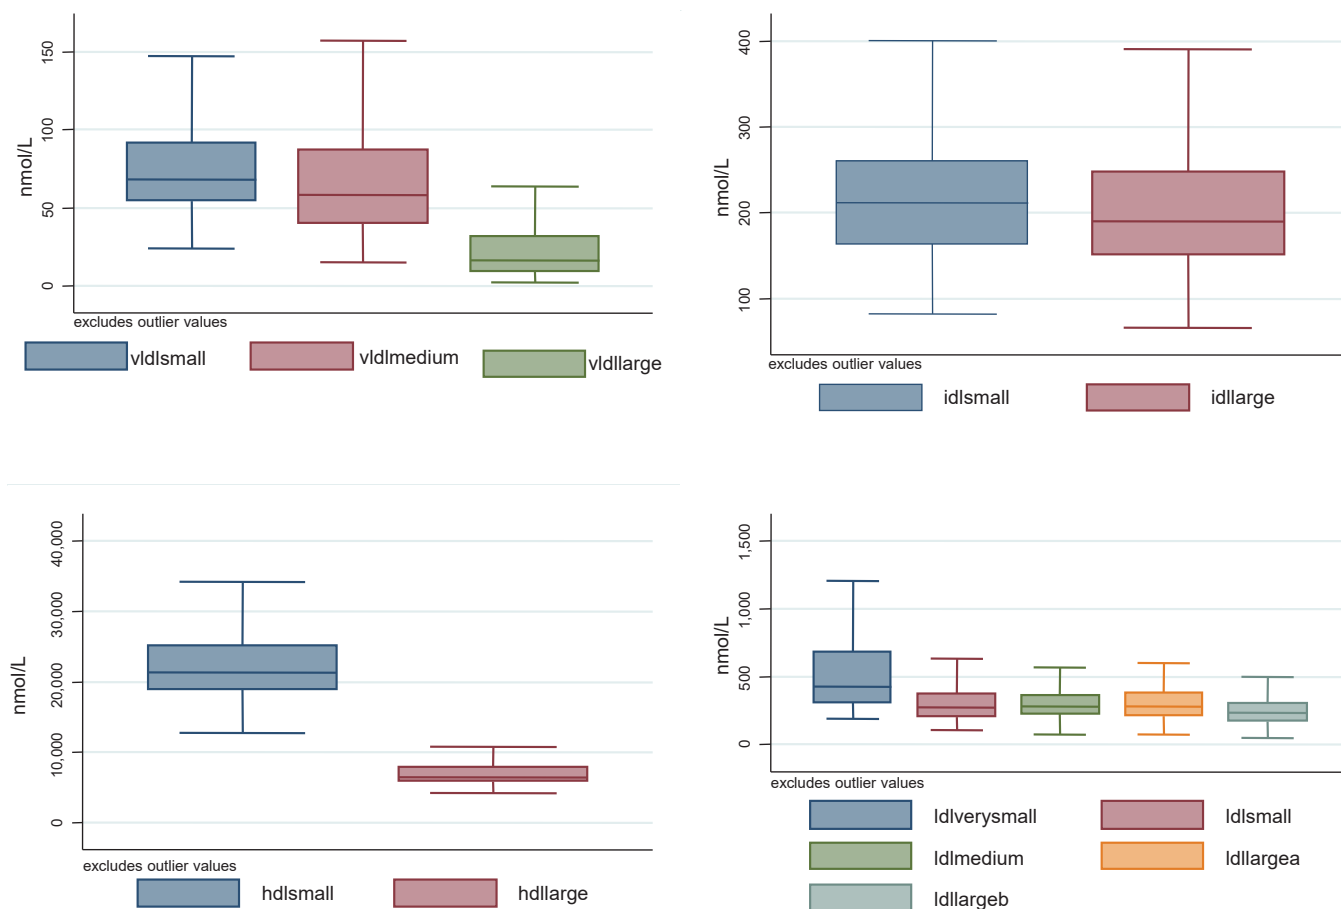 150
100
50
0
nmol/L
excludes outlier values
vldlsmall vldlmedium vldllarge
400
300
200
100
nmol/L
excludes outlier values
idlsmall idllarge
40,000
30,000
20,000
10,000
0
nmol/L
excludes outlier values
hdlsmall hdllarge
1,500
1,000
500
0
nmol/L
excludes outlier values
ldlverysmall ldlsmall
ldlmedium ldllargea
ldllargeb